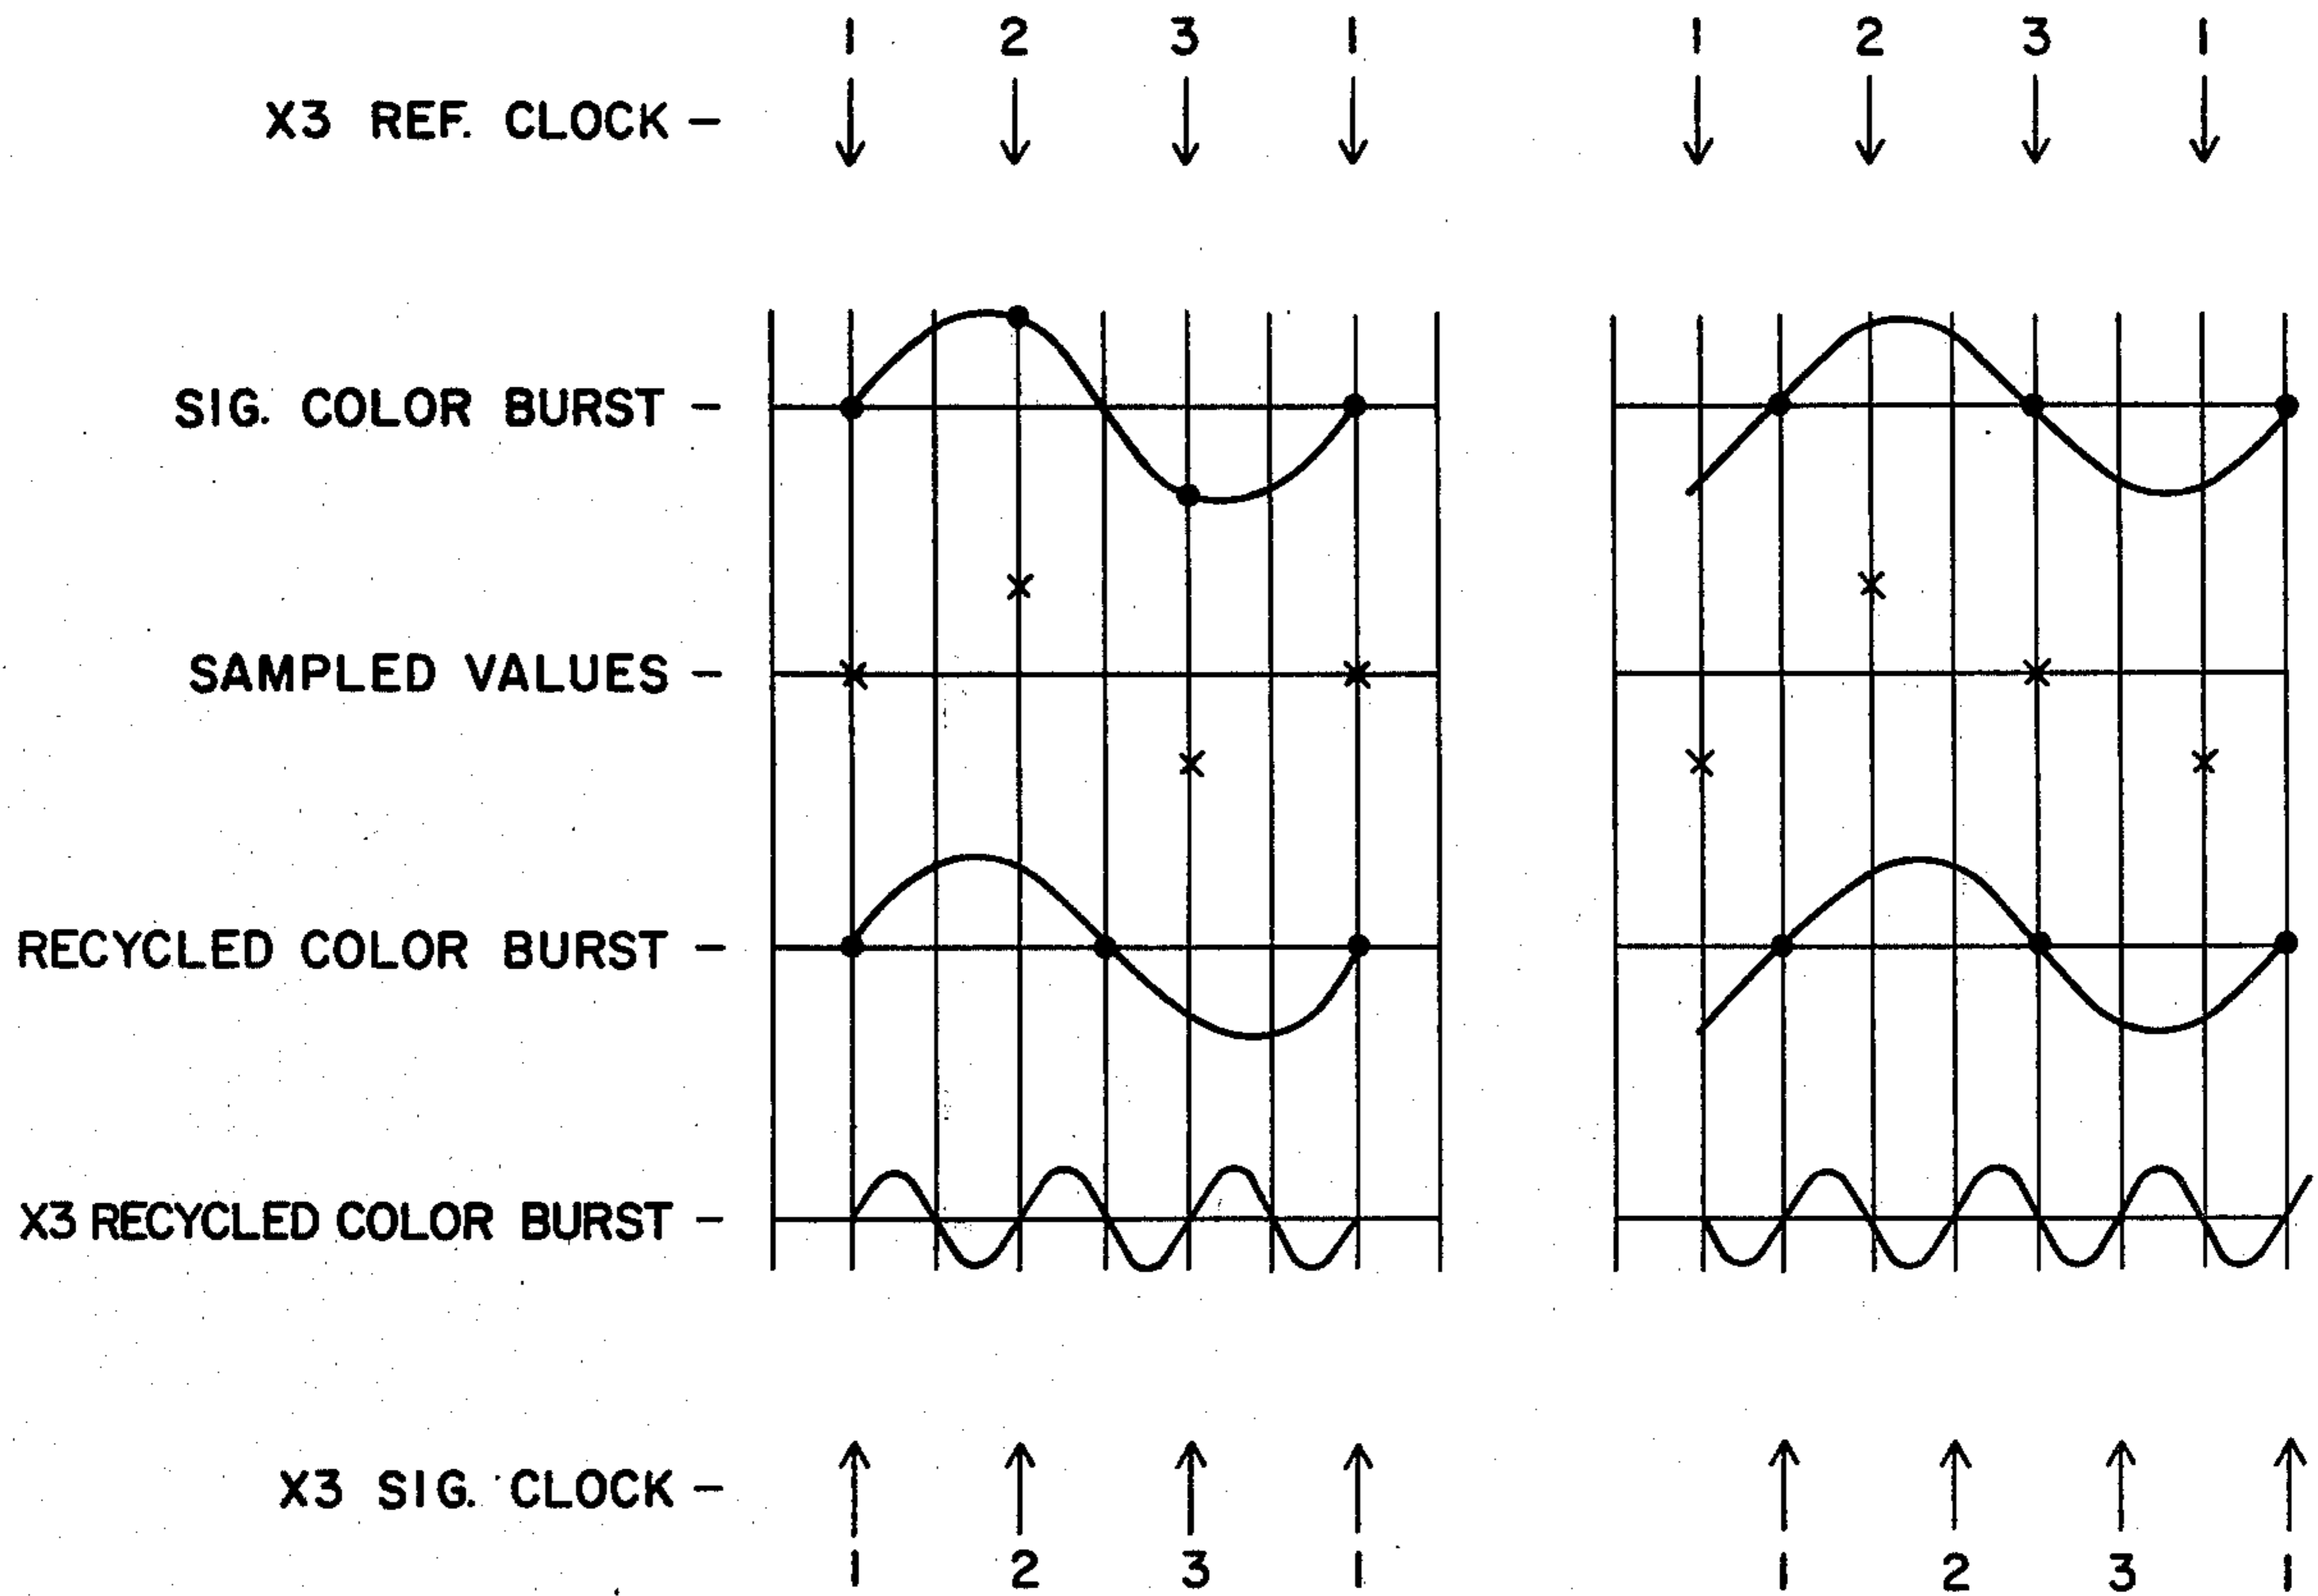 1 2 3 1 1 2 3 1
X3 REF. CLOCK –
SIG. COLOR BURST –
SAMPLED VALUES –
RECYCLED COLOR BURST –
X3 RECYCLED COLOR BURST –
X3 SIG. CLOCK –
1 2 3 1 1 2 3 1